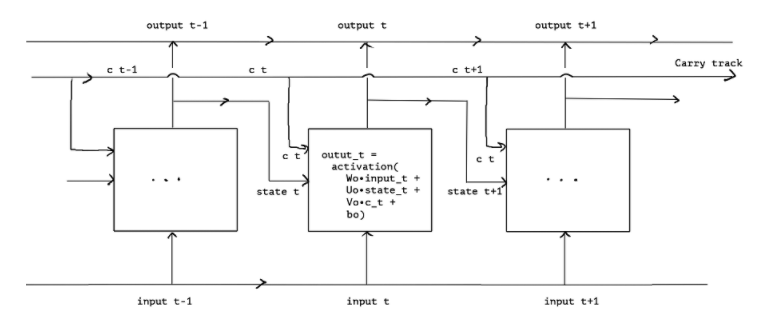 output t-1
output t
output t+1
Carry track
c t-1
c t
c t+1
c t
c t
outut_t =
activation(
Wo•input_t +
Uo•state_t +
Vo•c_t +
bo)
. . .
. . .
state t
state t+1
input t-1
input t
input t+1